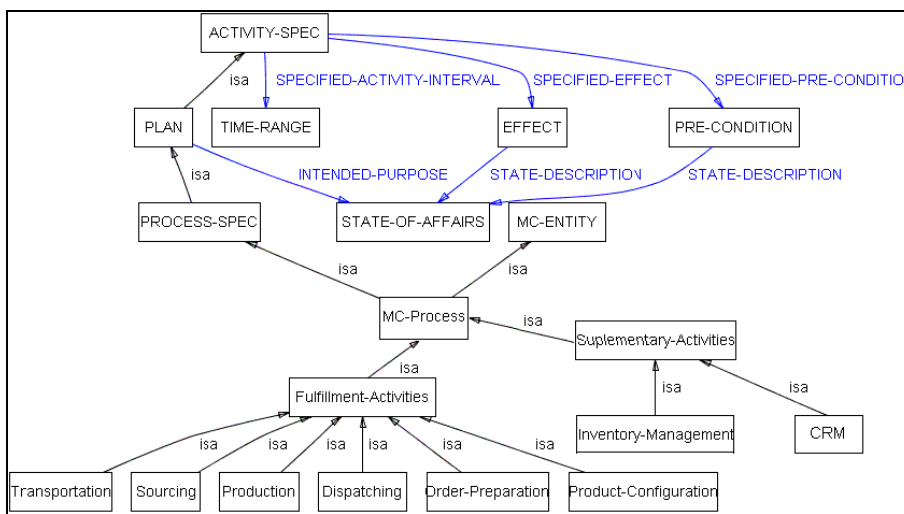 ACTIVITY-SPEC
isa
SPECIFIED-ACTIVITY-INTERVAL
SPECIFIED-EFFECT
SPECIFIED-PRE-CONDITIO
PLAN
TIME-RANGE
EFFECT
PRE-CONDITION
isa
INTENDED-PURPOSE
STATE-DESCRIPTION
STATE-DESCRIPTION
PROCESS-SPEC
STATE-OF-AFFAIRS
MC-ENTITY
isa
isa
MC-Process
isa
Suplementary-Activities
isa
Fulfillment-Activities
isa
isa
Inventory-Management
CRM
isa
isa
isa
isa
isa
isa
Transportation
Sourcing
Production
Dispatching
Order-Preparation
Product-Configuration